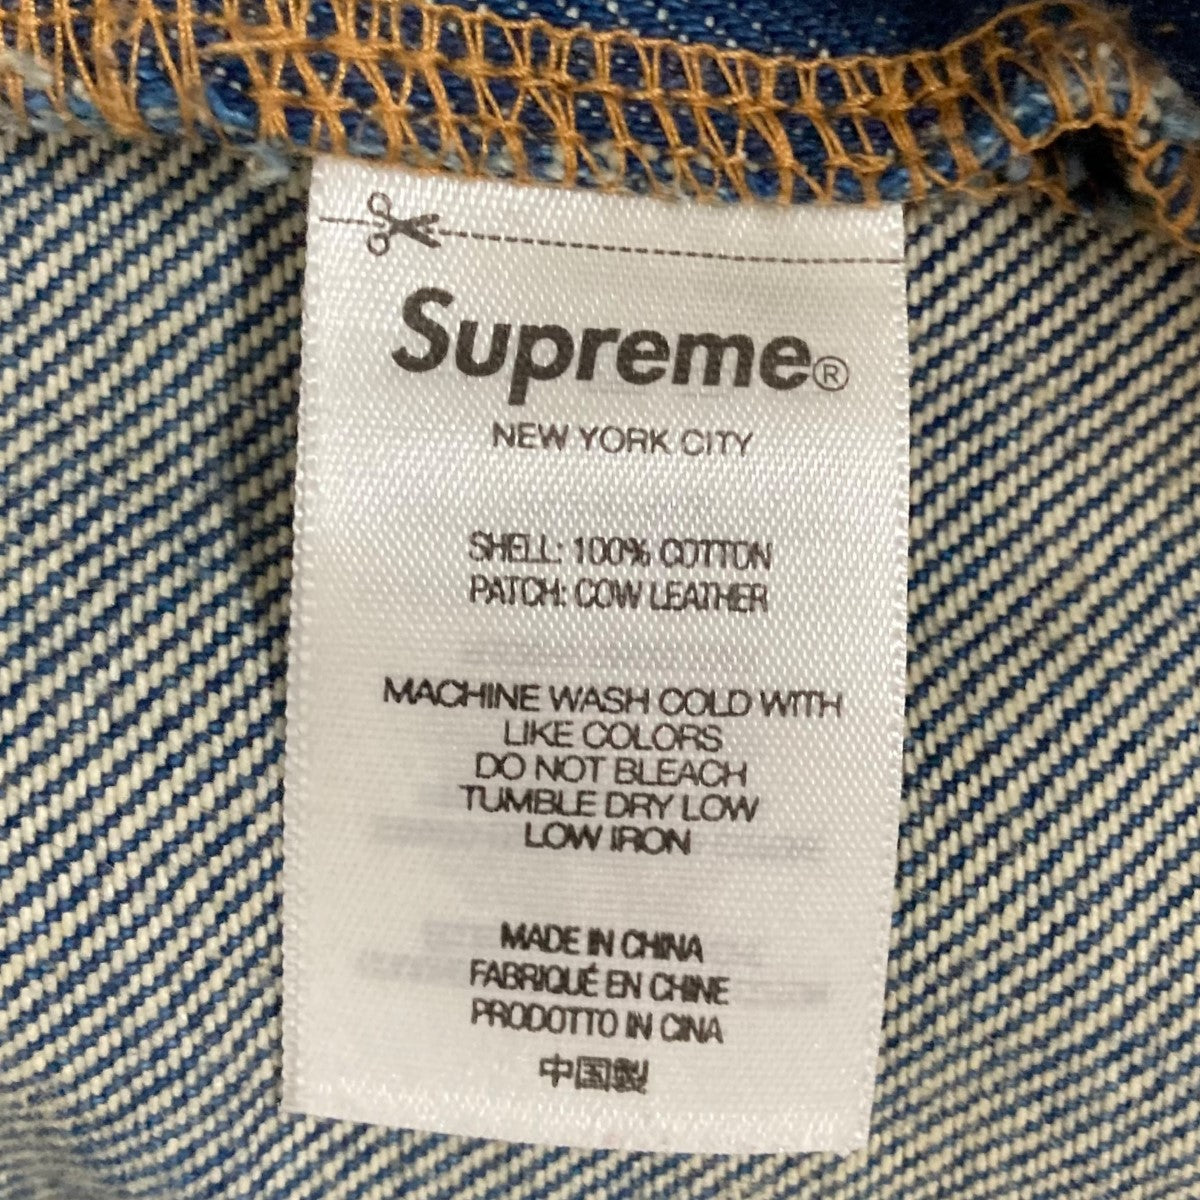 Supreme®
NEW YORK CITY
SHELL: 100% COTTON
PATCH: COW LEATHER
MACHINE WASH COLD WITH
LIKE COLORS
DO NOT BLEACH
TUMBLE DRY LOW
LOW IRON
MADE IN CHINA
FABRIQUÉ EN CHINE
PRODOTTO IN CINA
中国製